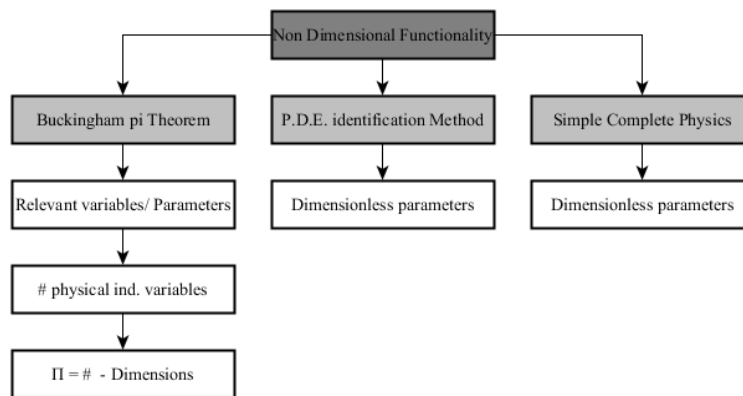 Non Dimensional Functionality
Buckingham pi Theorem
P.D.E. identification Method
Simple Complete Physics
Relevant variables/ Parameters
Dimensionless parameters
Dimensionless parameters
# physical ind. variables
Π = # - Dimensions